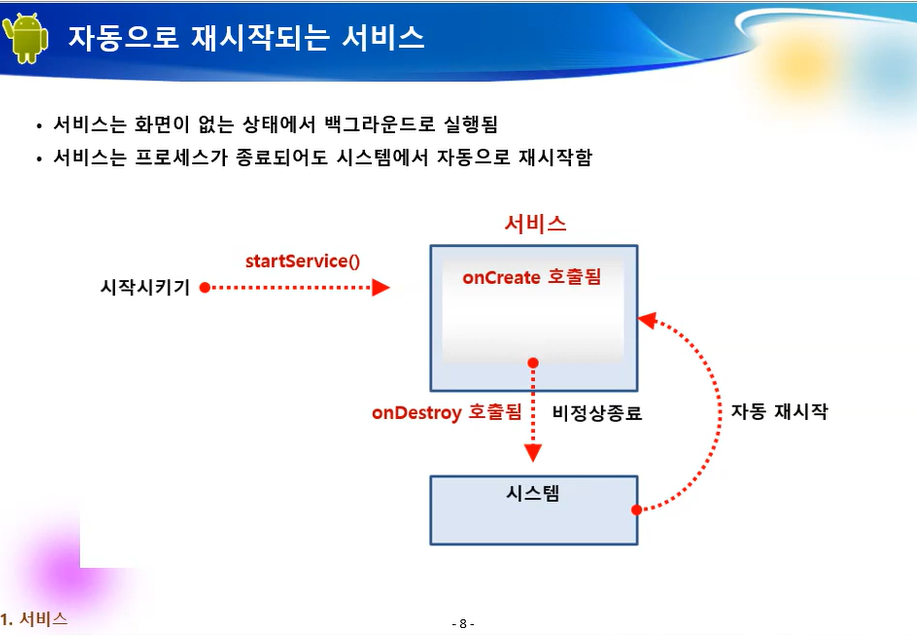 자동으로 재시작되는 서비스
• 서비스는 화면이 없는 상태에서 백그라운드로 실행됨
• 서비스는 프로세스가 종료되어도 시스템에서 자동으로 재시작함
서비스
startService()
시작시키기
onCreate 호출됨
onDestroy 호출됨
비정상종료
자동 재시작
시스템
1. 서비스
- 8 -